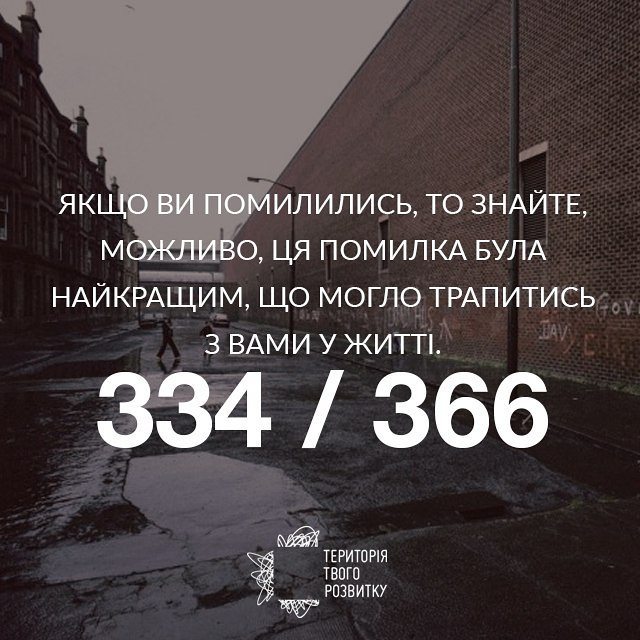 ЯКЩО ВИ ПОМИЛИЛИСЬ, ТО ЗНАЙТЕ,
МОЖЛИВО, ЦЯ ПОМИЛКА БУЛА
НАЙКРАЩИМ, ЩО МОГЛО ТРАПИТИСЬ
З ВАМИ У ЖИТТІ.
334 / 366
ТЕРИТОРІЯ
ТВОГО
РОЗВИТКУ